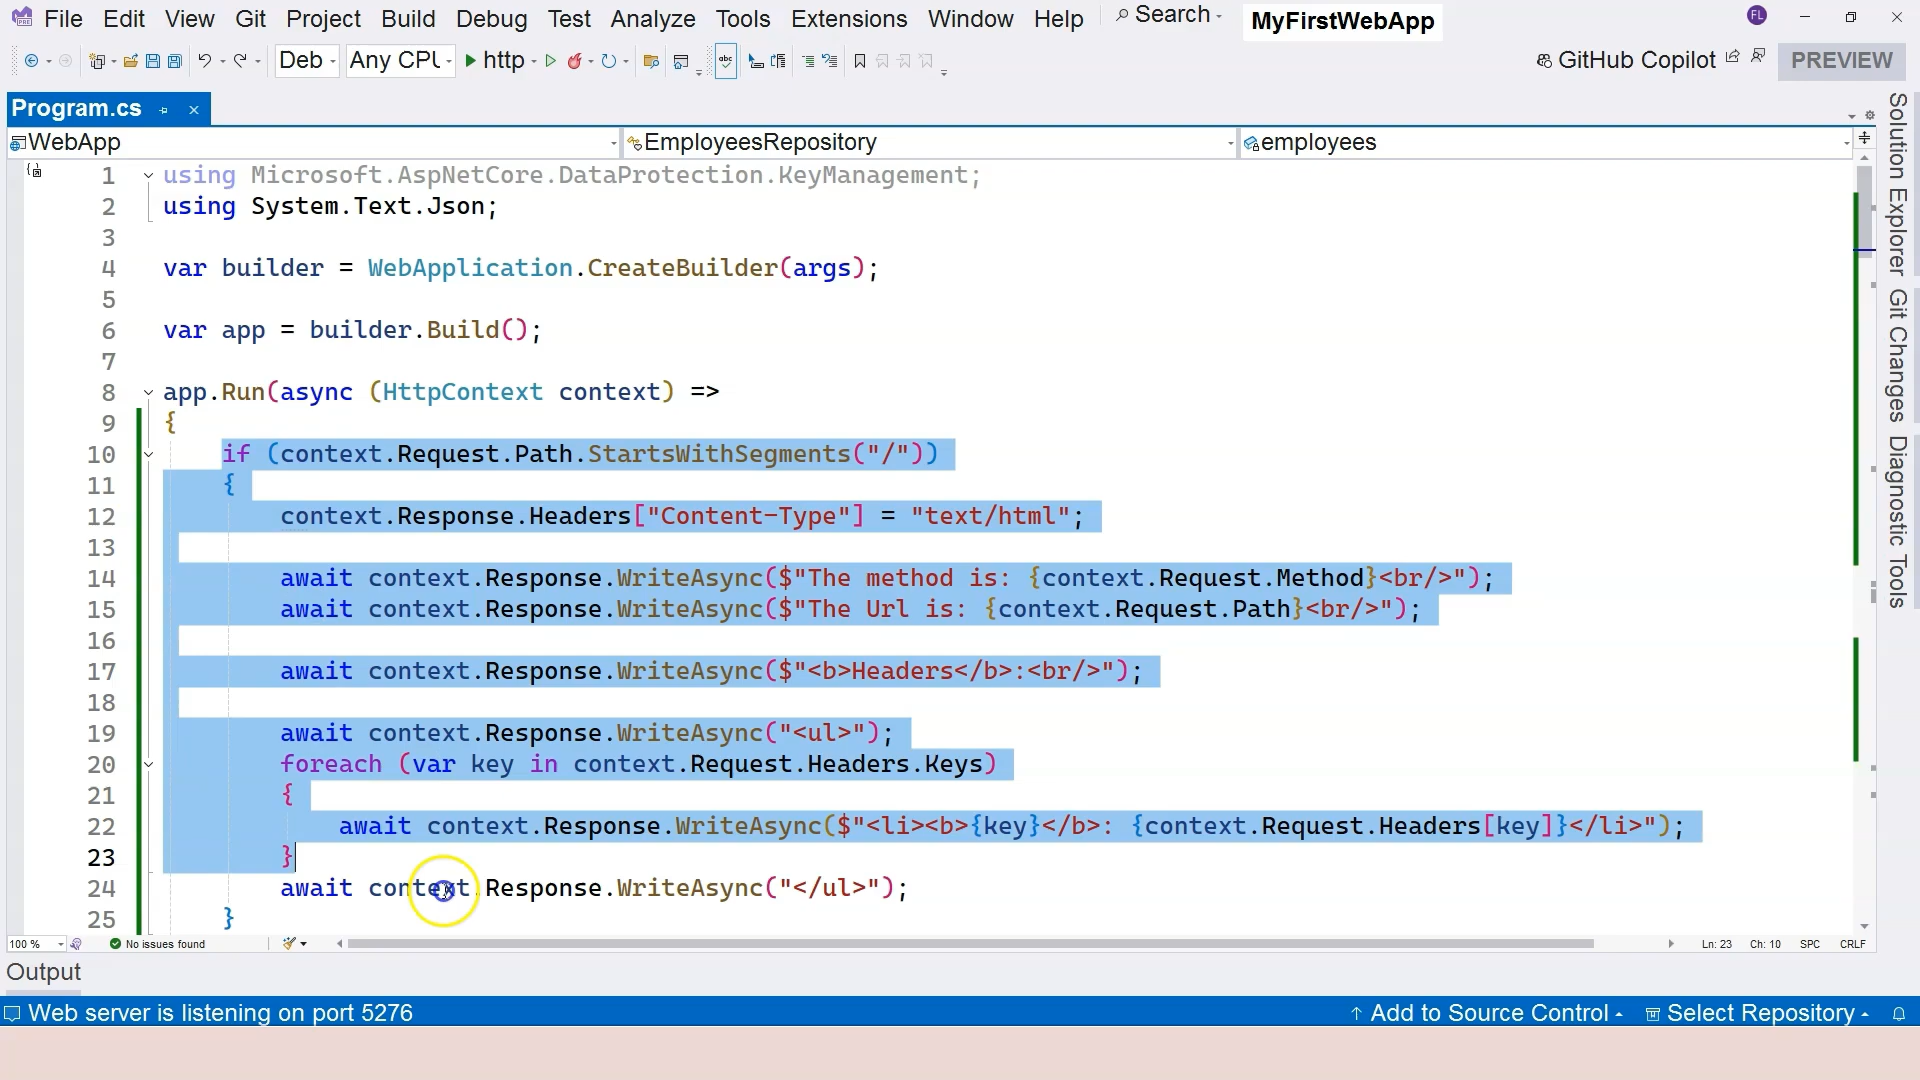 File Edit View Git Project Build Debug Test Analyze Tools Extensions Window Help Search MyFirstWebApp FL
Deb Any CPU http abc GitHub Copilot PREVIEW
Program.cs
WebApp EmployeesRepository employees
1 using Microsoft.AspNetCore.DataProtection.KeyManagement;
2 using System.Text.Json;
3
4 var builder = WebApplication.CreateBuilder(args);
5
6 var app = builder.Build();
7
8 app.Run(async (HttpContext context) =>
9 {
10 if (context.Request.Path.StartsWithSegments("/"))
11 {
12 context.Response.Headers["Content-Type"] = "text/html";
13
14 await context.Response.WriteAsync($"The method is: {context.Request.Method}<br/>");
15 await context.Response.WriteAsync($"The Url is: {context.Request.Path}<br/>");
16
17 await context.Response.WriteAsync($"<b>Headers</b>:<br/>");
18
19 await context.Response.WriteAsync("<ul>");
20 foreach (var key in context.Request.Headers.Keys)
21 {
22 await context.Response.WriteAsync($"<li><b>{key}</b>: {context.Request.Headers[key]}</li>");
23 }
24 await context.Response.WriteAsync("</ul>");
25 }
100 % No issues found Ln: 23 Ch: 10 SPC CRLF
Output
Web server is listening on port 5276 Add to Source Control Select Repository
Solution Explorer
Git Changes
Diagnostic Tools